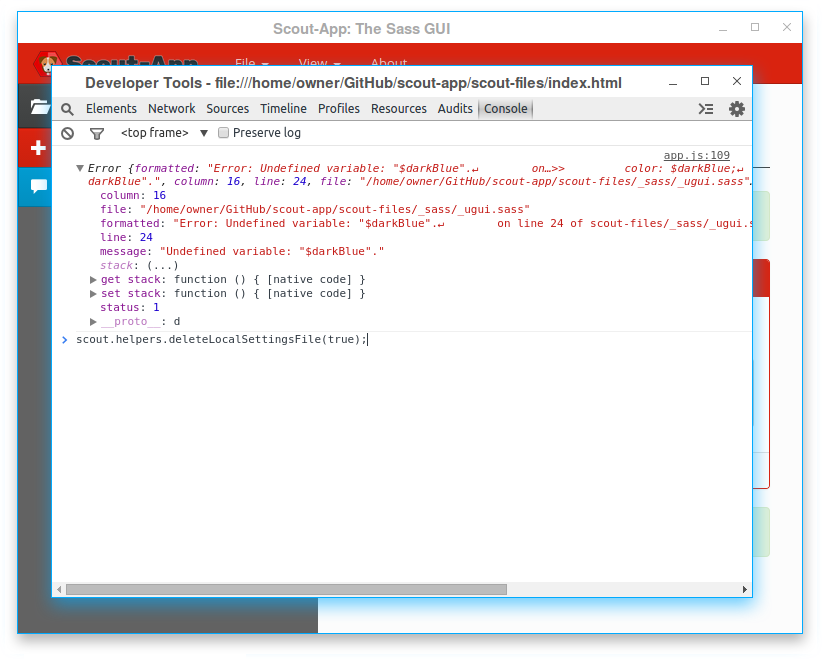 Scout-App: The Sass GUI
Scout-App File View About
Developer Tools - file:///home/owner/GitHub/scout-app/scout-files/index.html
Elements Network Sources Timeline Profiles Resources Audits Console
<top frame> Preserve log
app.js:109
Error {formatted: "Error: Undefined variable: "$darkBlue".↵ on…>> color: $darkBlue;↵
darkBlue".", column: 16, line: 24, file: "/home/owner/GitHub/scout-app/scout-files/_sass/_ugui.sass"
column: 16
file: "/home/owner/GitHub/scout-app/scout-files/_sass/_ugui.sass"
formatted: "Error: Undefined variable: "$darkBlue".↵ on line 24 of scout-files/_sass/_ugui.s
line: 24
message: "Undefined variable: "$darkBlue"."
stack: (...)
get stack: function () { [native code] }
set stack: function () { [native code] }
status: 1
__proto__: d
> scout.helpers.deleteLocalSettingsFile(true);